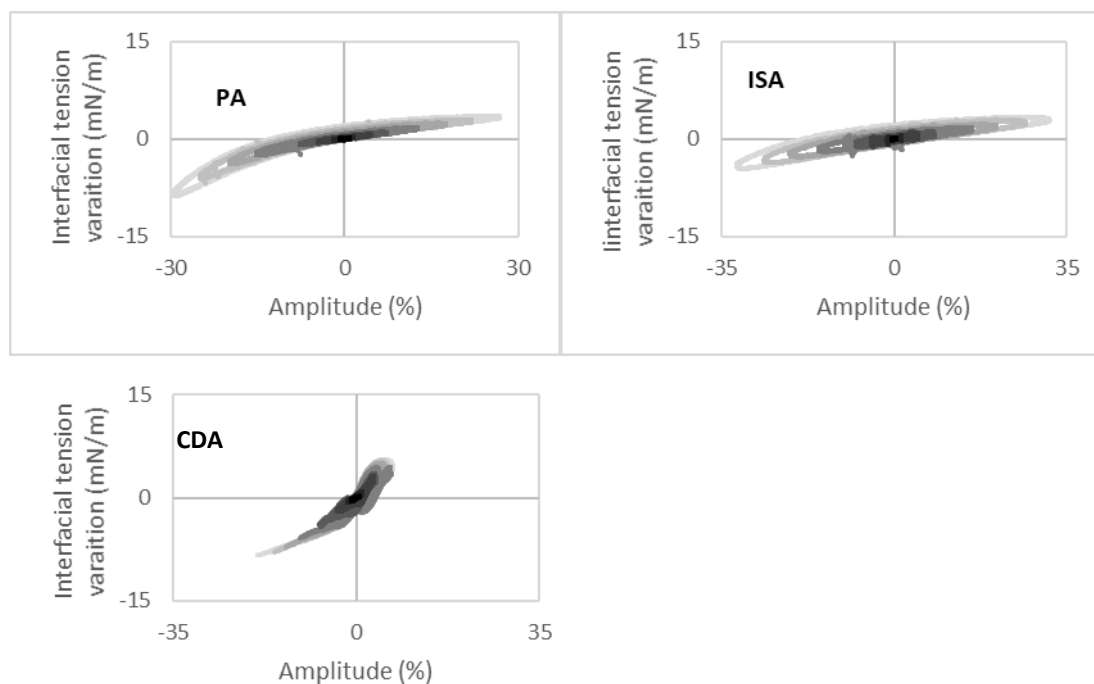 15
0
-15
-30
0
30
Interfacial tension
varaition (mN/m)
Amplitude (%)
PA
15
0
-15
-35
0
35
Iinterfacial tension
varaition (mN/m)
Amplitude (%)
ISA
15
0
-15
-35
0
35
Interfacial tension
varaition (mN/m)
Amplitude (%)
CDA